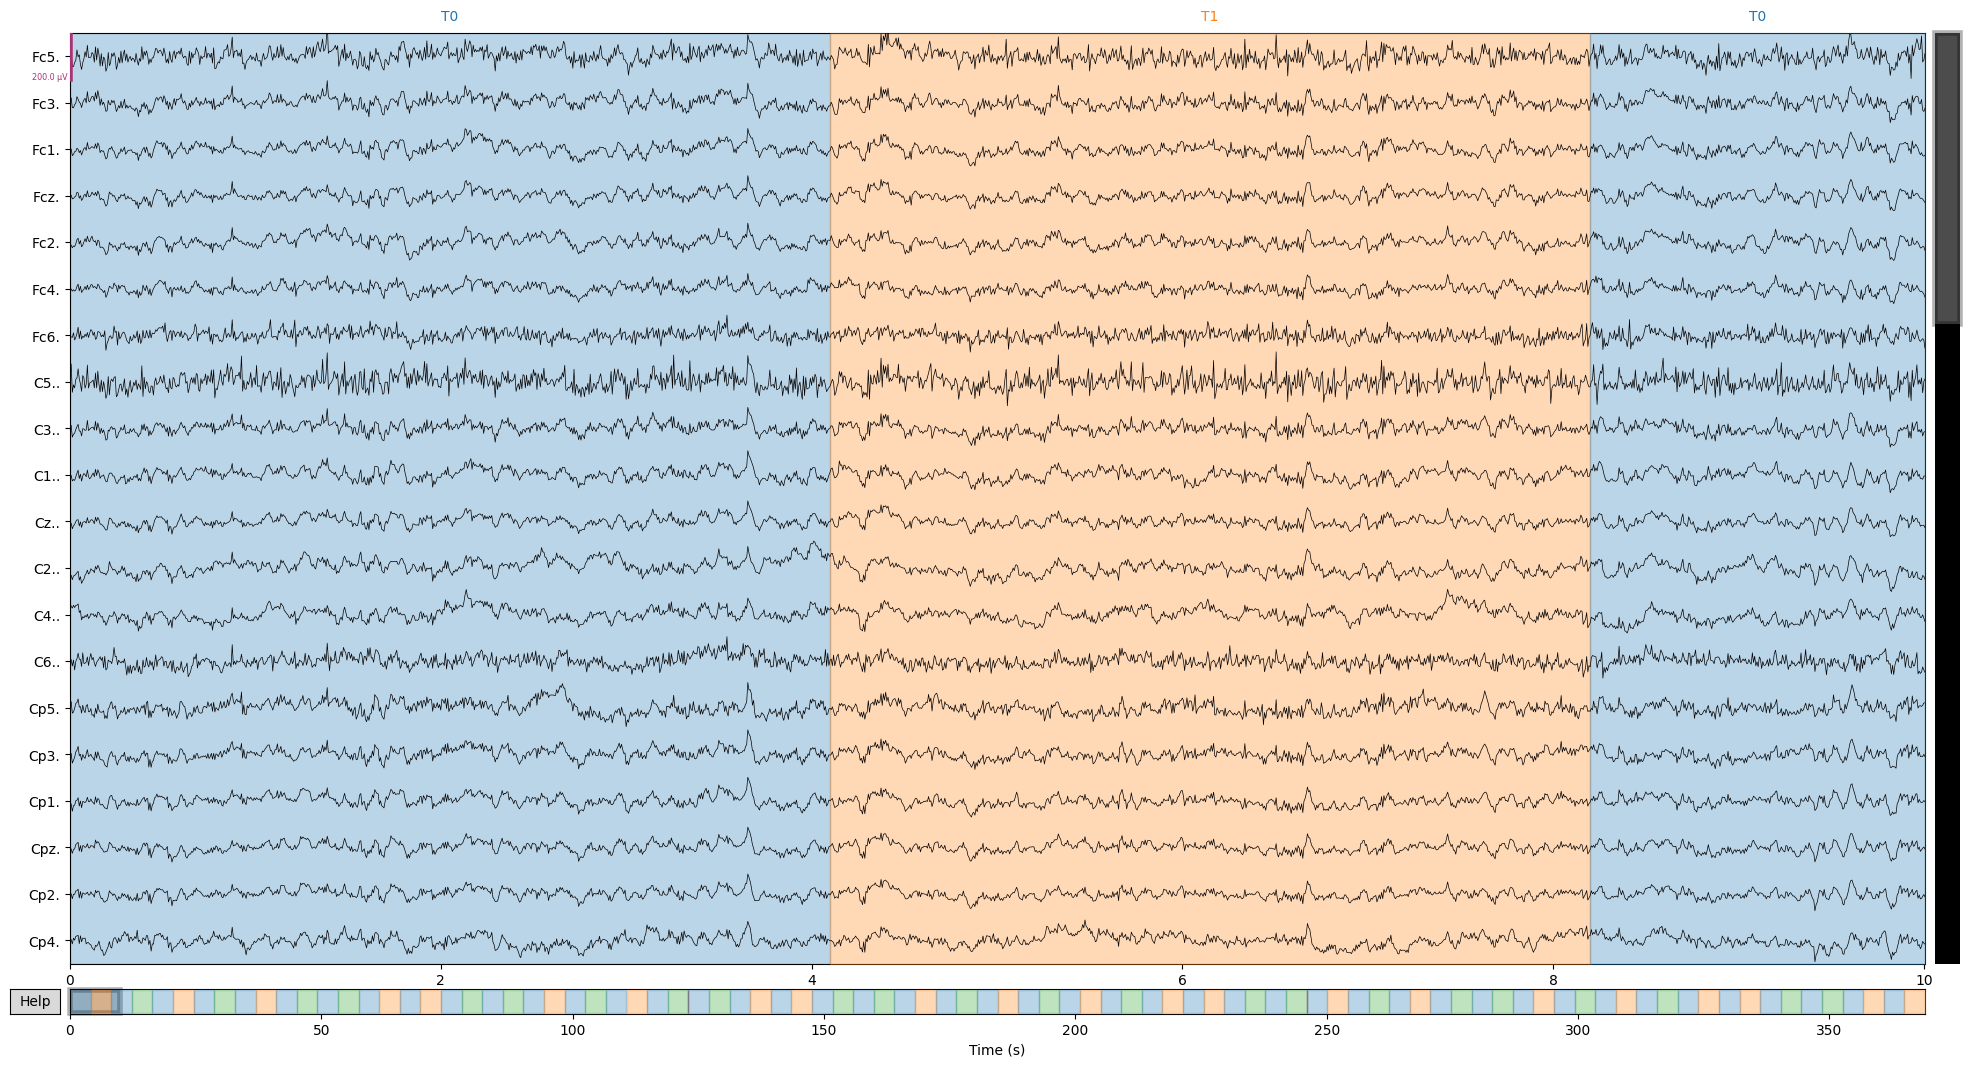 T0 T1 T0
Fc5.
200.0 µV
Fc3.
Fc1.
Fcz.
Fc2.
Fc4.
Fc6.
C5..
C3..
C1..
Cz..
C2..
C4..
C6..
Cp5.
Cp3.
Cp1.
Cpz.
Cp2.
Cp4.
0 2 4 6 8 10
Help
0 50 100 150 200 250 300 350
Time (s)